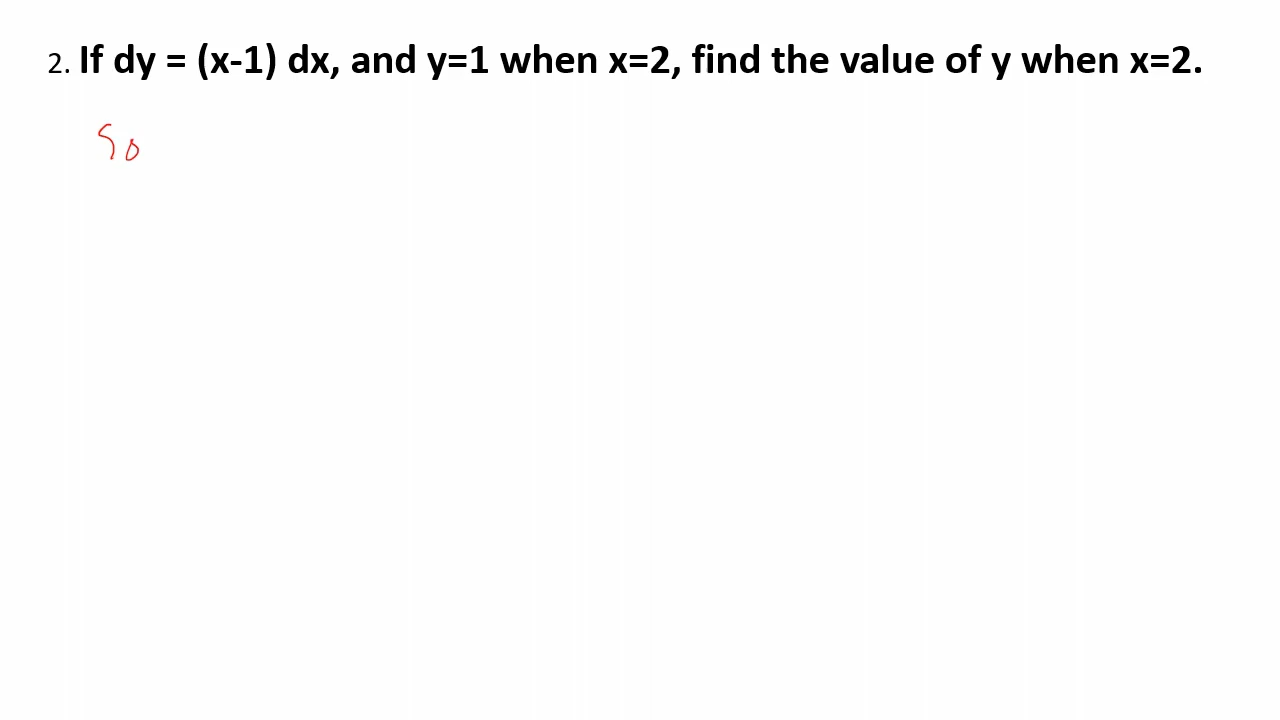 2. If dy = (x-1) dx, and y=1 when x=2, find the value of y when x=2.
So